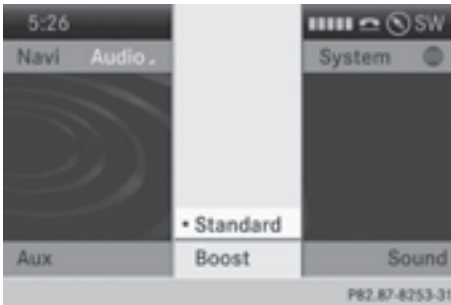 5:26 SW
Navi Audio System
• Standard
Aux Boost Sound
P82.87-8253-31